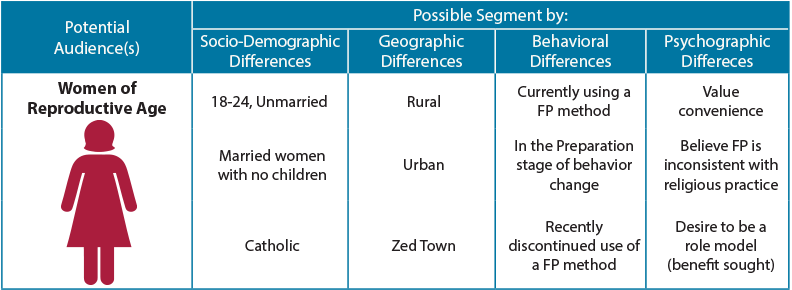 Potential
Audience(s)
Possible Segment by:
Socio-Demographic
Differences
Geographic
Differences
Behavioral
Differences
Psychographic
Differeces
Women of
Reproductive Age
18-24, Unmarried
Rural
Currently using a
FP method
Value
convenience
Married women
with no children
Urban
In the Preparation
stage of behavior
change
Believe FP is
inconsistent with
religious practice
Catholic
Zed Town
Recently
discontinued use of
a FP method
Desire to be a
role model
(benefit sought)